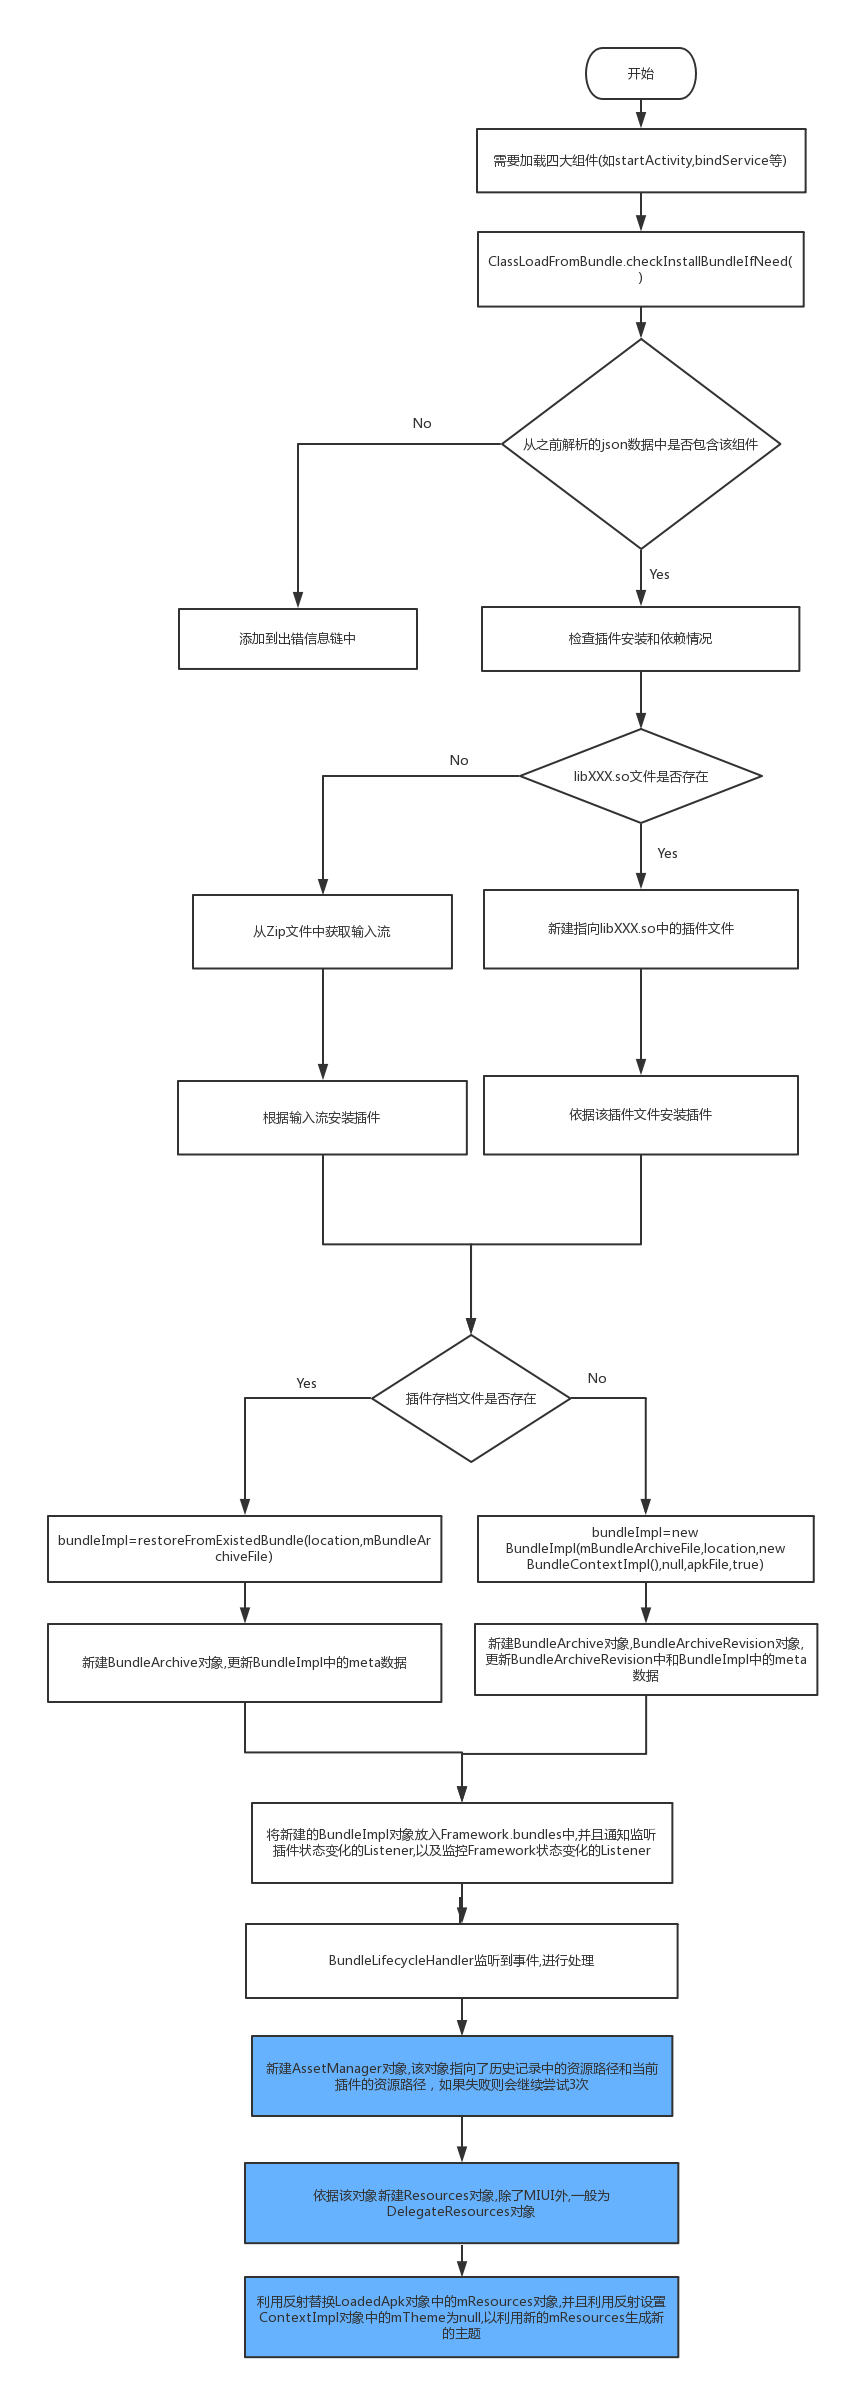 开始
需要加载四大组件(如startActivity,bindService等)
ClassLoadFromBundle.checkInstallBundleIfNeed(
)
No
从之前解析的json数据中是否包含该组件
Yes
添加到出错信息链中
检查插件安装和依赖情况
No
libXXX.so文件是否存在
Yes
从Zip文件中获取输入流
新建指向libXXX.so中的插件文件
根据输入流安装插件
依据该插件文件安装插件
Yes
No
插件存档文件是否存在
bundleImpl=restoreFromExistedBundle(location,mBundleAr
chiveFile)
bundleImpl=new
BundleImpl(mBundleArchiveFile,location,new
BundleContextImpl(),null,apkFile,true)
新建BundleArchive对象,更新BundleImpl中的meta数据
新建BundleArchive对象,BundleArchiveRevision对象,
更新BundleArchiveRevision中和BundleImpl中的meta
数据
将新建的BundleImpl对象放入Framework.bundles中,并且通知监听
插件状态变化的Listener,以及监控Framework状态变化的Listener
BundleLifecycleHandler监听到事件,进行处理
新建AssetManager对象,该对象指向了历史记录中的资源路径和当前
插件的资源路径，如果失败则会继续尝试3次
依据该对象新建Resources对象,除了MIUI外,一般为
DelegateResources对象
利用反射替换LoadedApk对象中的mResources对象,并且利用反射设置
ContextImpl对象中的mTheme为null,以利用新的mResources生成新
的主题